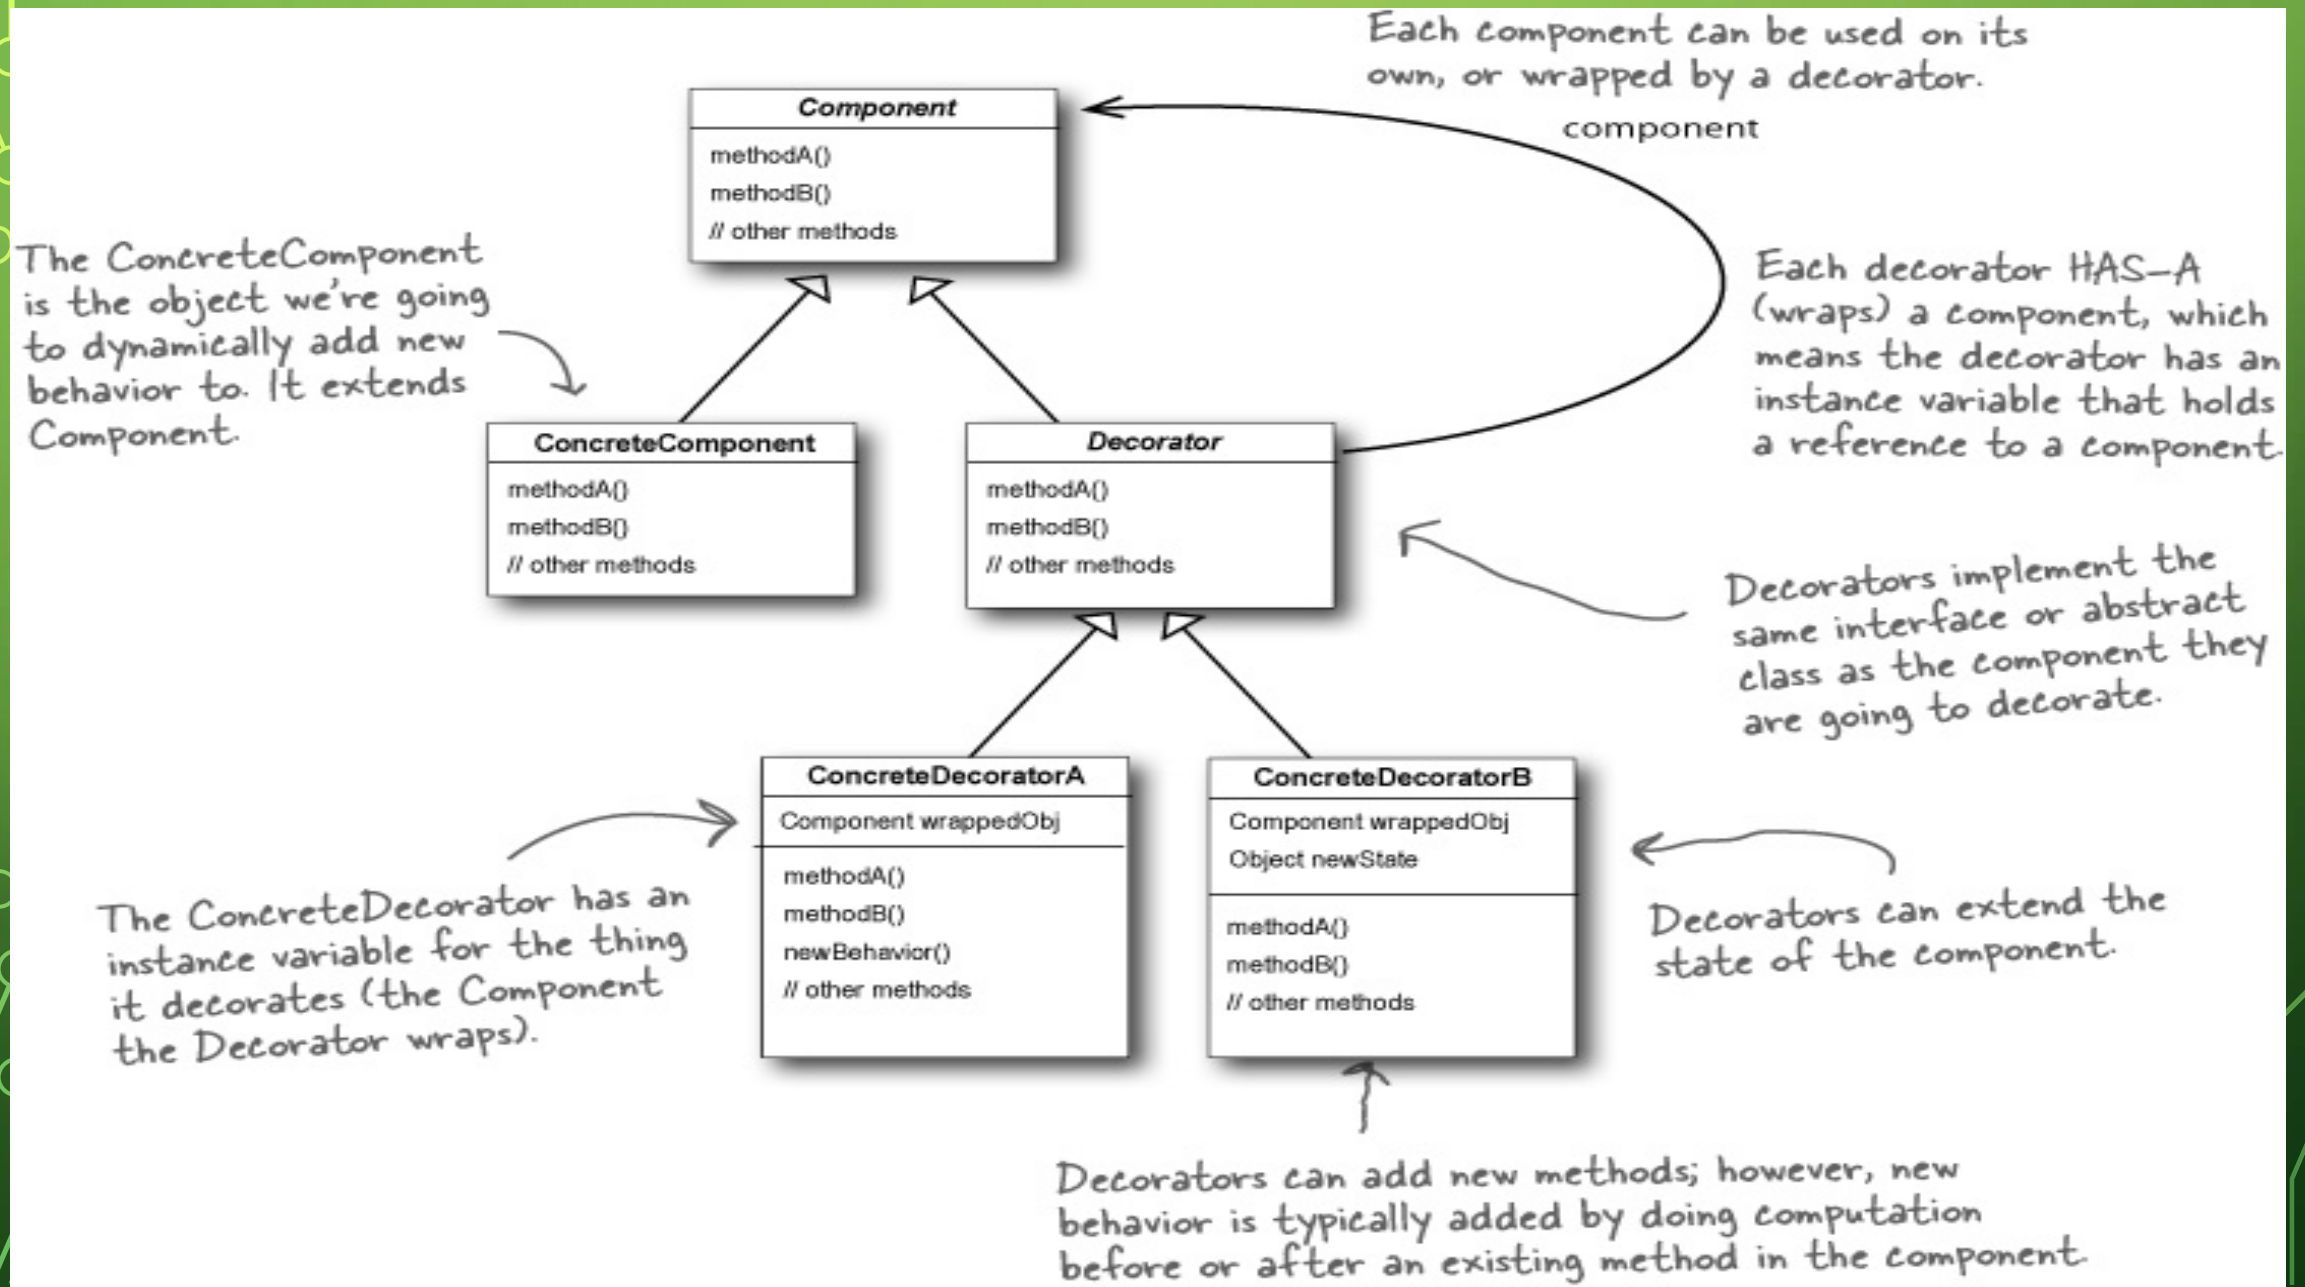 Each component can be used on its
own, or wrapped by a decorator.
component
Component
methodA()
methodB()
// other methods
The ConcreteComponent
is the object we're going
to dynamically add new
behavior to. It extends
Component.
Each decorator HAS-A
(wraps) a component, which
means the decorator has an
instance variable that holds
a reference to a component.
ConcreteComponent
methodA()
methodB()
// other methods
Decorator
methodA()
methodB()
// other methods
Decorators implement the
same interface or abstract
class as the component they
are going to decorate.
ConcreteDecoratorA
Component wrappedObj
methodA()
methodB()
newBehavior()
// other methods
ConcreteDecoratorB
Component wrappedObj
Object newState
methodA()
methodB()
// other methods
The ConcreteDecorator has an
instance variable for the thing
it decorates (the Component
the Decorator wraps).
Decorators can extend the
state of the component.
Decorators can add new methods; however, new
behavior is typically added by doing computation
before or after an existing method in the component.